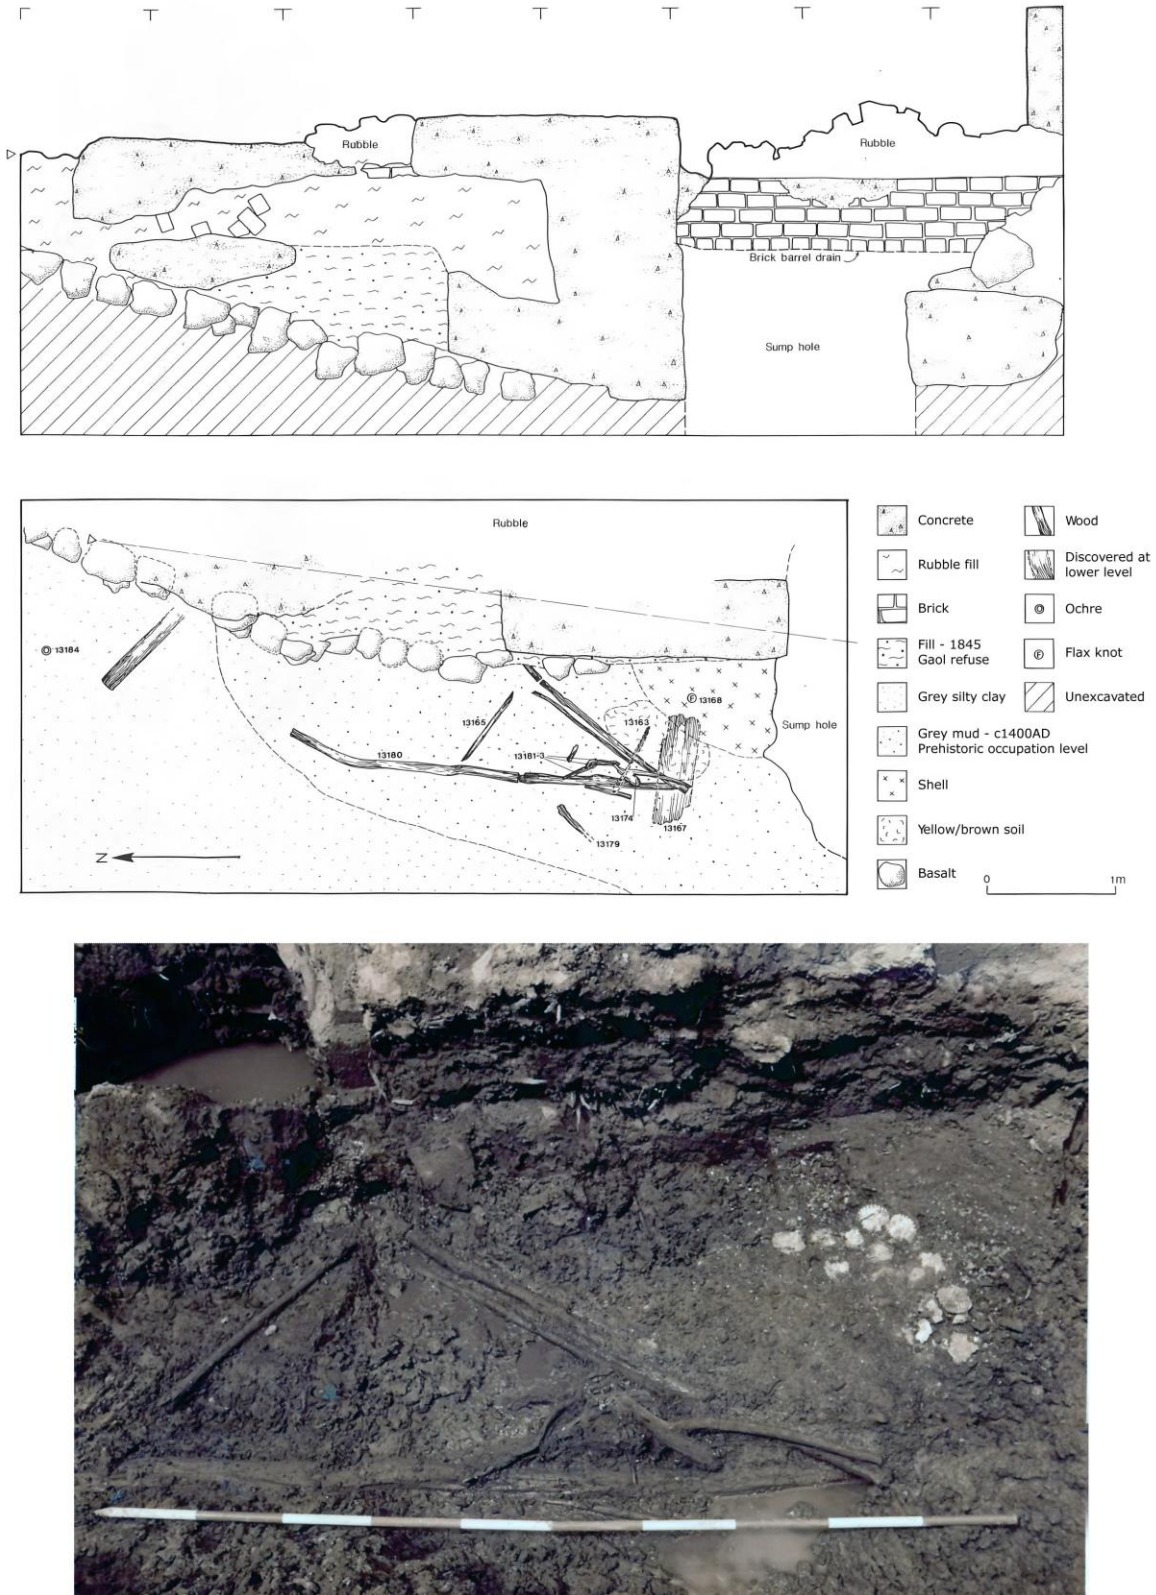 Rubble
Rubble
Brick barrel drain
Sump hole
Rubble
13184
13165
13180
13181-3
13163
F 13168
13174
13167
13179
Sump hole
N
Concrete
Rubble fill
Brick
Fill - 1845
Gaol refuse
Grey silty clay
Grey mud - c1400AD
Prehistoric occupation level
Shell
Yellow/brown soil
Basalt
Wood
Discovered at
lower level
Ochre
F
Flax knot
Unexcavated
0 1m